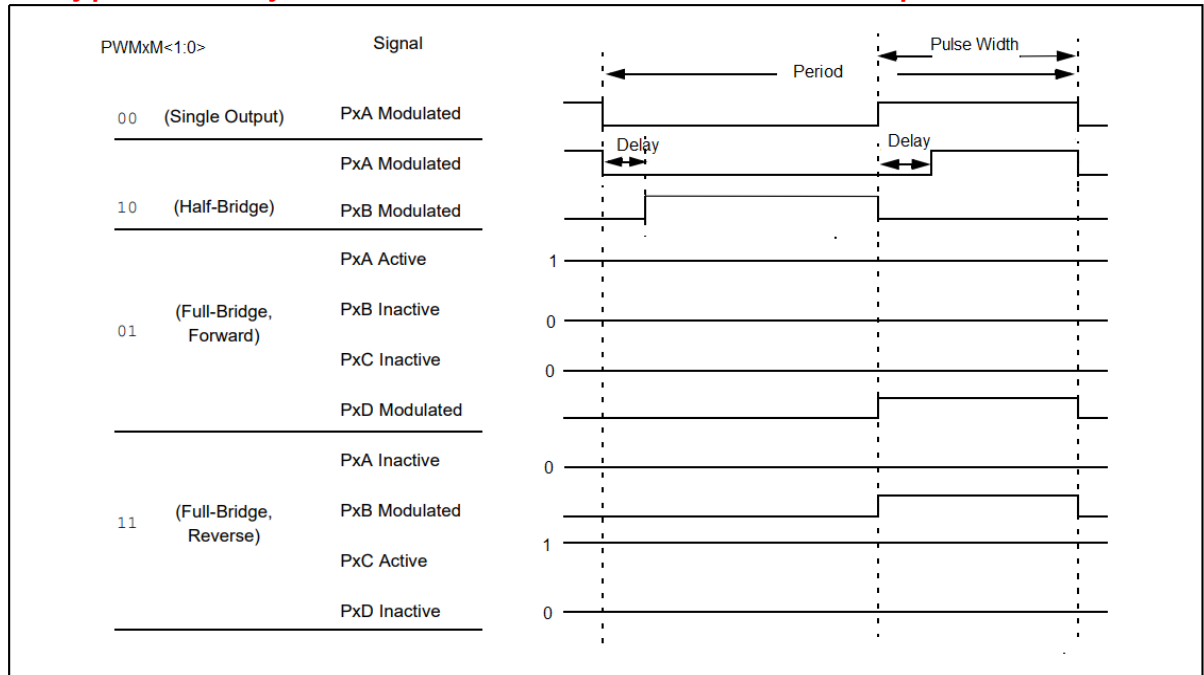 PWMxM<1:0> Signal Pulse Width
Period
00 (Single Output) PxA Modulated
PxA Modulated Delay Delay
10 (Half-Bridge) PxB Modulated
PxA Active 1
(Full-Bridge, PxB Inactive 0
01 Forward)
PxC Inactive 0
PxD Modulated
PxA Inactive 0
(Full-Bridge, PxB Modulated
11 Reverse)
PxC Active 1
PxD Inactive 0